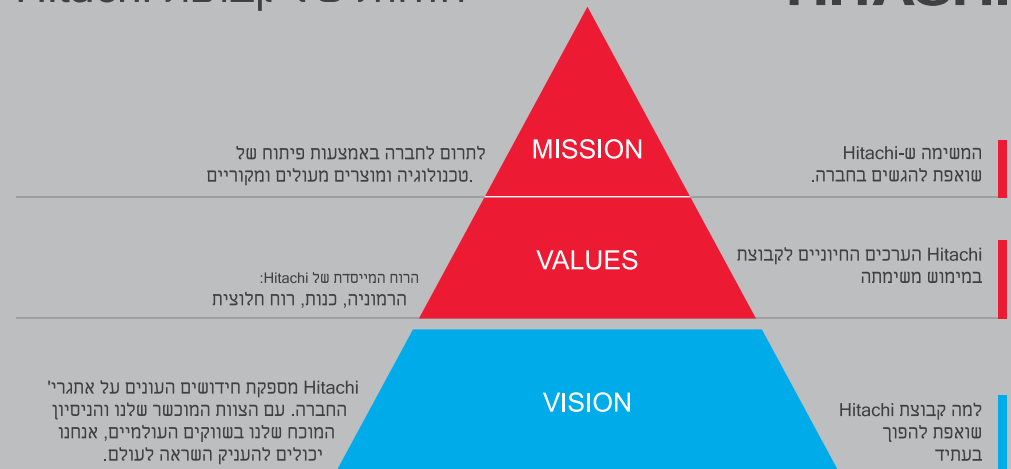 Hitachi
המשימה ש-Hitachi
שואפת להגשים בחברה.
MISSION
לתרום לחברה באמצעות פיתוח של
טכנולוגיה ומוצרים מעולים ומקוריים.
Hitachi הערכים החיוניים לקבוצת
במימוש משימתה
VALUES
הרוח המייסדת של Hitachi:
הרמוניה, כנות, רוח חלוצית
למה קבוצת Hitachi
שואפת להפוך
בעתיד
VISION
Hitachi מספקת חידושים העונים על אתגרי'
החברה. עם הצוות המוכשר שלנו והניסיון
המוכח שלנו בשווקים העולמיים, אנחנו
יכולים להעניק השראה לעולם.